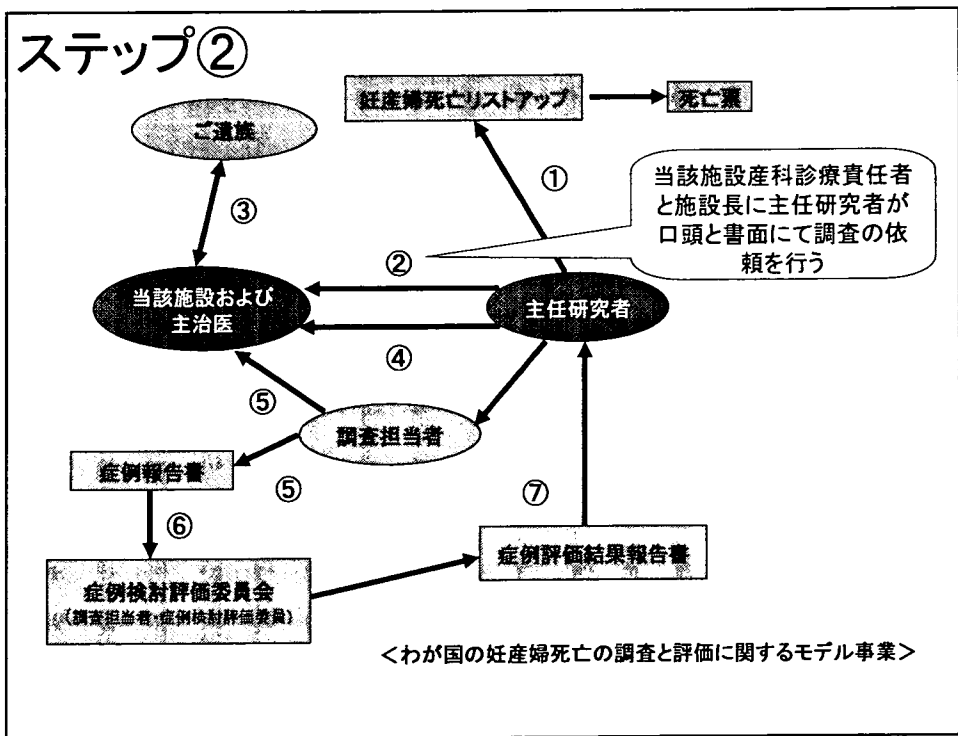 ステップ②
妊産婦死亡リストアップ
死亡票
ご遺族
①
当該施設産科診療責任者
と施設長に主任研究者が
口頭と書面にて調査の依
頼を行う
③
②
当該施設および
主治医
主任研究者
④
⑤
調査担当者
症例報告書
⑤
⑦
⑥
症例評価結果報告書
症例検討評価委員会
(調査担当者・症例検討評価委員)
＜わが国の妊産婦死亡の調査と評価に関するモデル事業＞